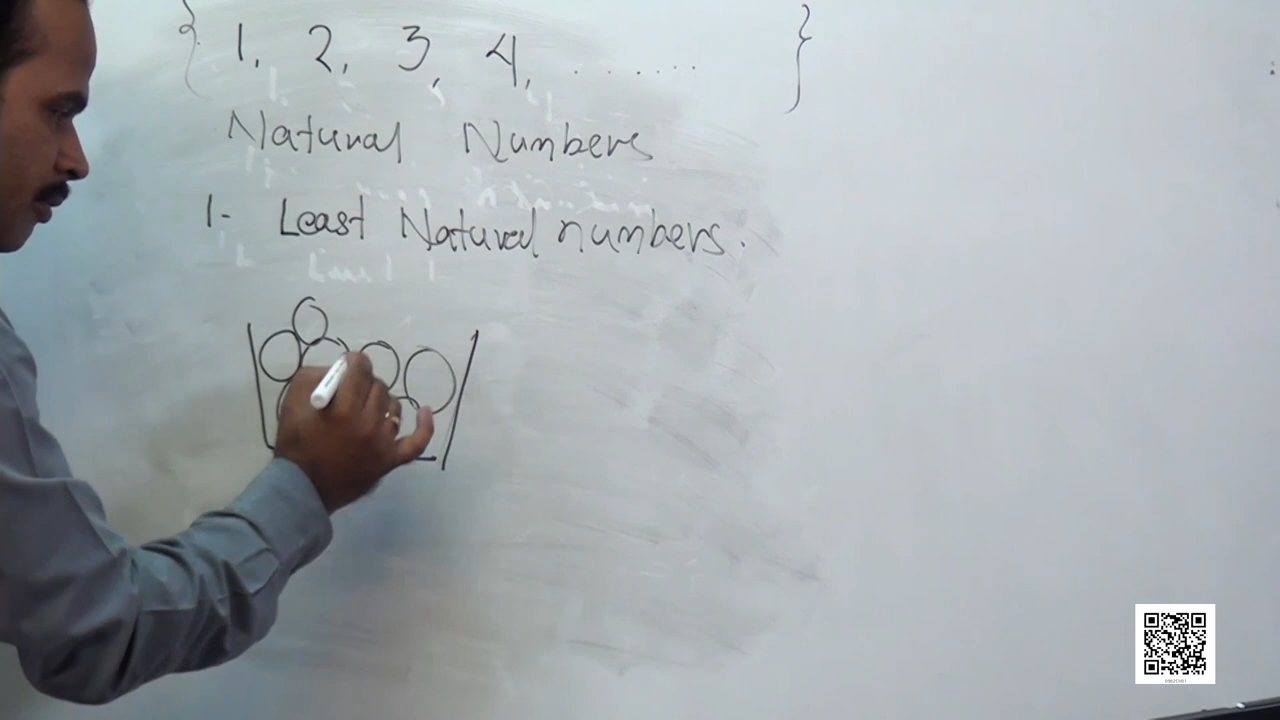 { 1, 2, 3, 4, ....... }
Natural Numbers
1- Least Natural numbers.